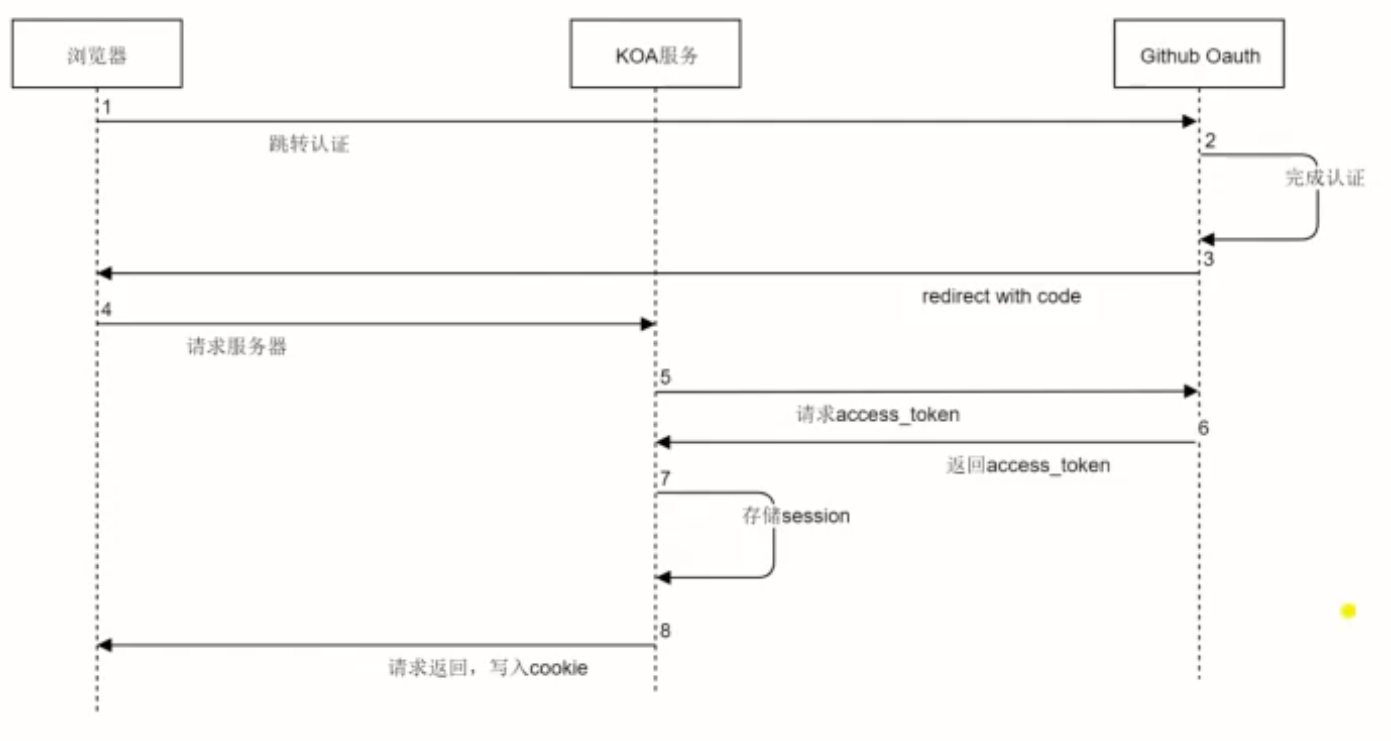 浏览器
KOA服务
Github Oauth
1
跳转认证
2
完成认证
3
redirect with code
4
请求服务器
5
请求access_token
6
返回access_token
7
存储session
8
请求返回，写入cookie